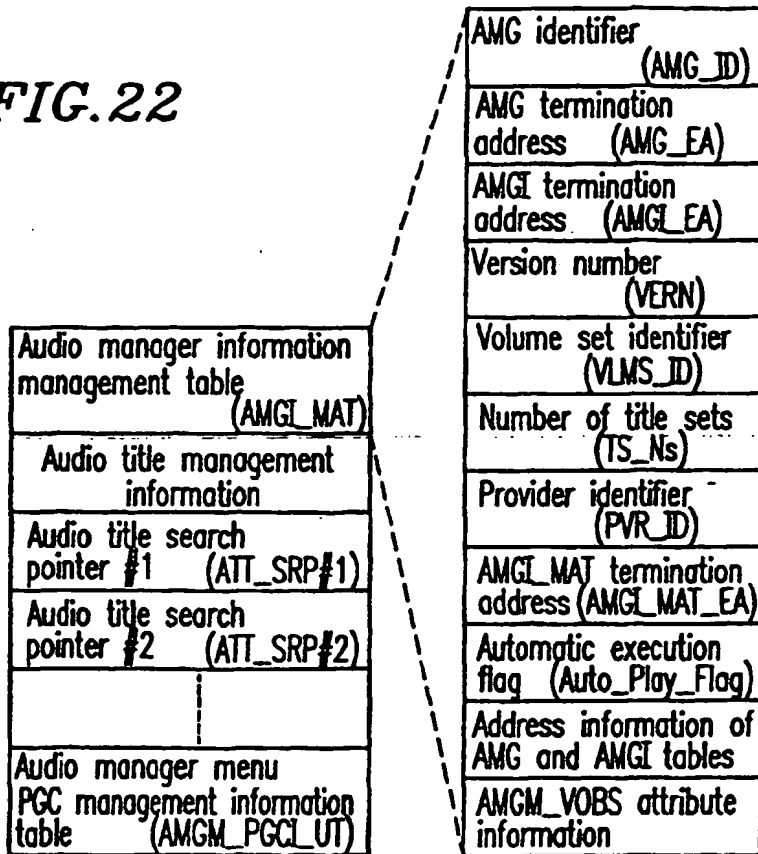 FIG.22
Audio manager information
management table
(AMGI_MAT)
Audio title management
information
Audio title search
pointer #1 (ATT_SRP#1)
Audio title search
pointer #2 (ATT_SRP#2)
Audio manager menu
PGC management information
table (AMGM_PGCI_UT)
AMG identifier
(AMG_ID)
AMG termination
address (AMG_EA)
AMGI termination
address (AMGI_EA)
Version number
(VERN)
Volume set identifier
(VLMS_ID)
Number of title sets
(TS_Ns)
Provider identifier
(PVR_ID)
AMGI_MAT termination
address (AMGI_MAT_EA)
Automatic execution
flag (Auto_Play_Flag)
Address information of
AMG and AMGI tables
AMGM_VOBS attribute
information